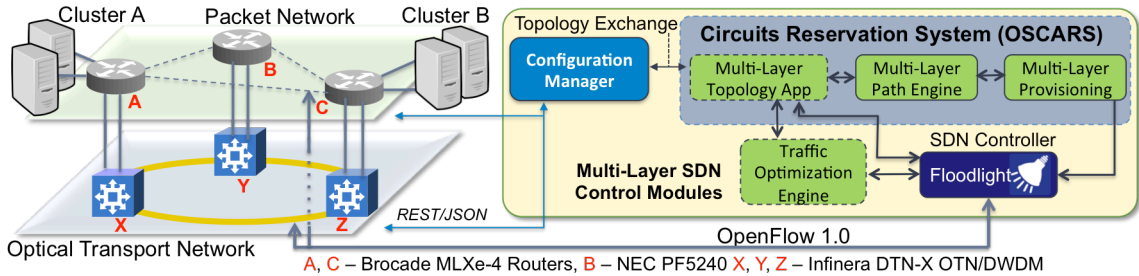 Cluster A
Packet Network
Cluster B
A
B
C
X
Y
Z
Optical Transport Network
REST/JSON
Topology Exchange
Configuration
Manager
Circuits Reservation System (OSCARS)
Multi-Layer
Topology App
Multi-Layer
Path Engine
Multi-Layer
Provisioning
SDN Controller
Multi-Layer SDN
Control Modules
Traffic
Optimization
Engine
Floodlight
OpenFlow 1.0
A, C – Brocade MLXe-4 Routers, B – NEC PF5240 X, Y, Z – Infinera DTN-X OTN/DWDM